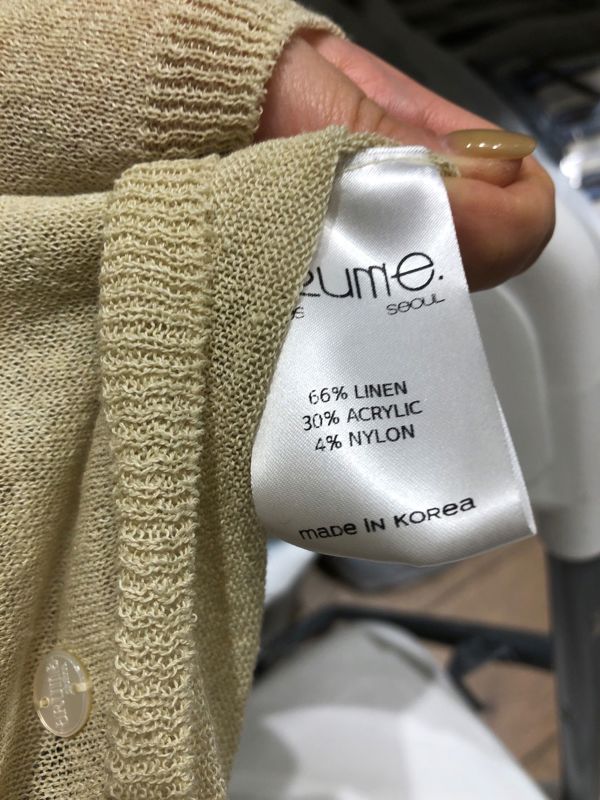 seoul
66% LINEN
30% ACRYLIC
4% NYLON
made in Korea